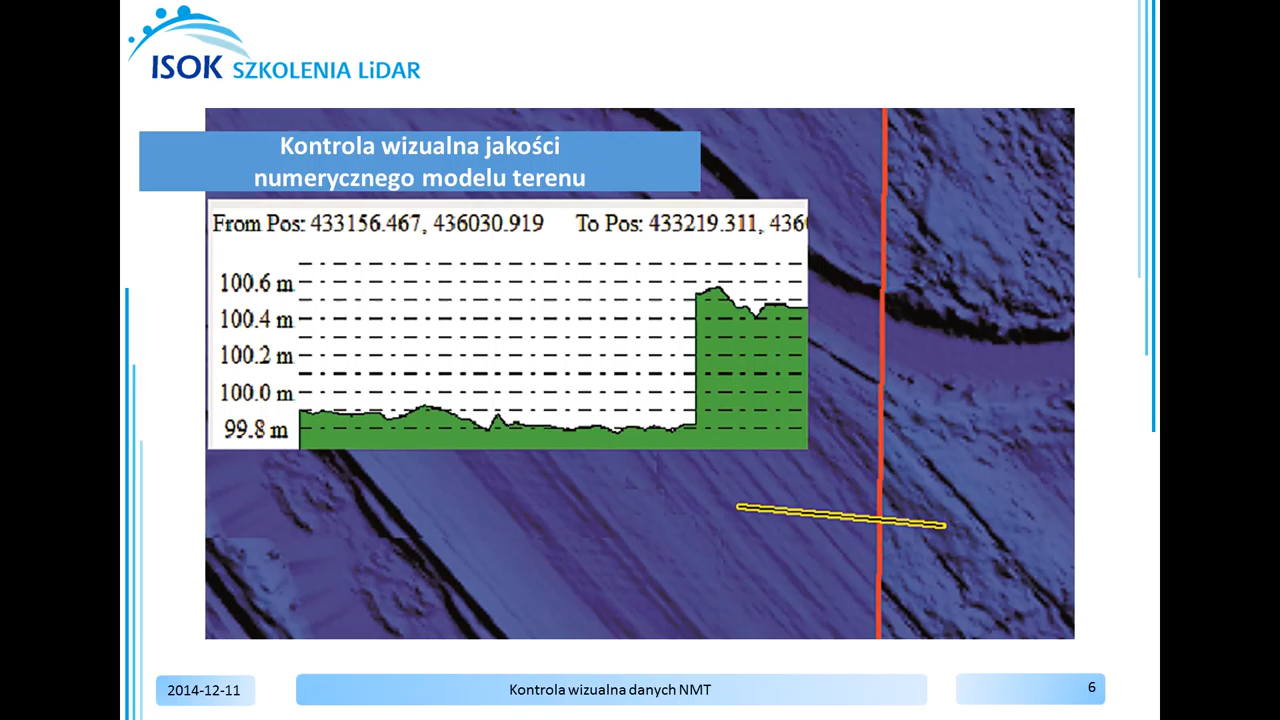 ISOK SZKOLENIA LiDAR
Kontrola wizualna jakości
numerycznego modelu terenu
From Pos: 433156.467, 436030.919 To Pos: 433219.311, 436
100.6 m
100.4 m
100.2 m
100.0 m
99.8 m
2014-12-11
Kontrola wizualna danych NMT
6